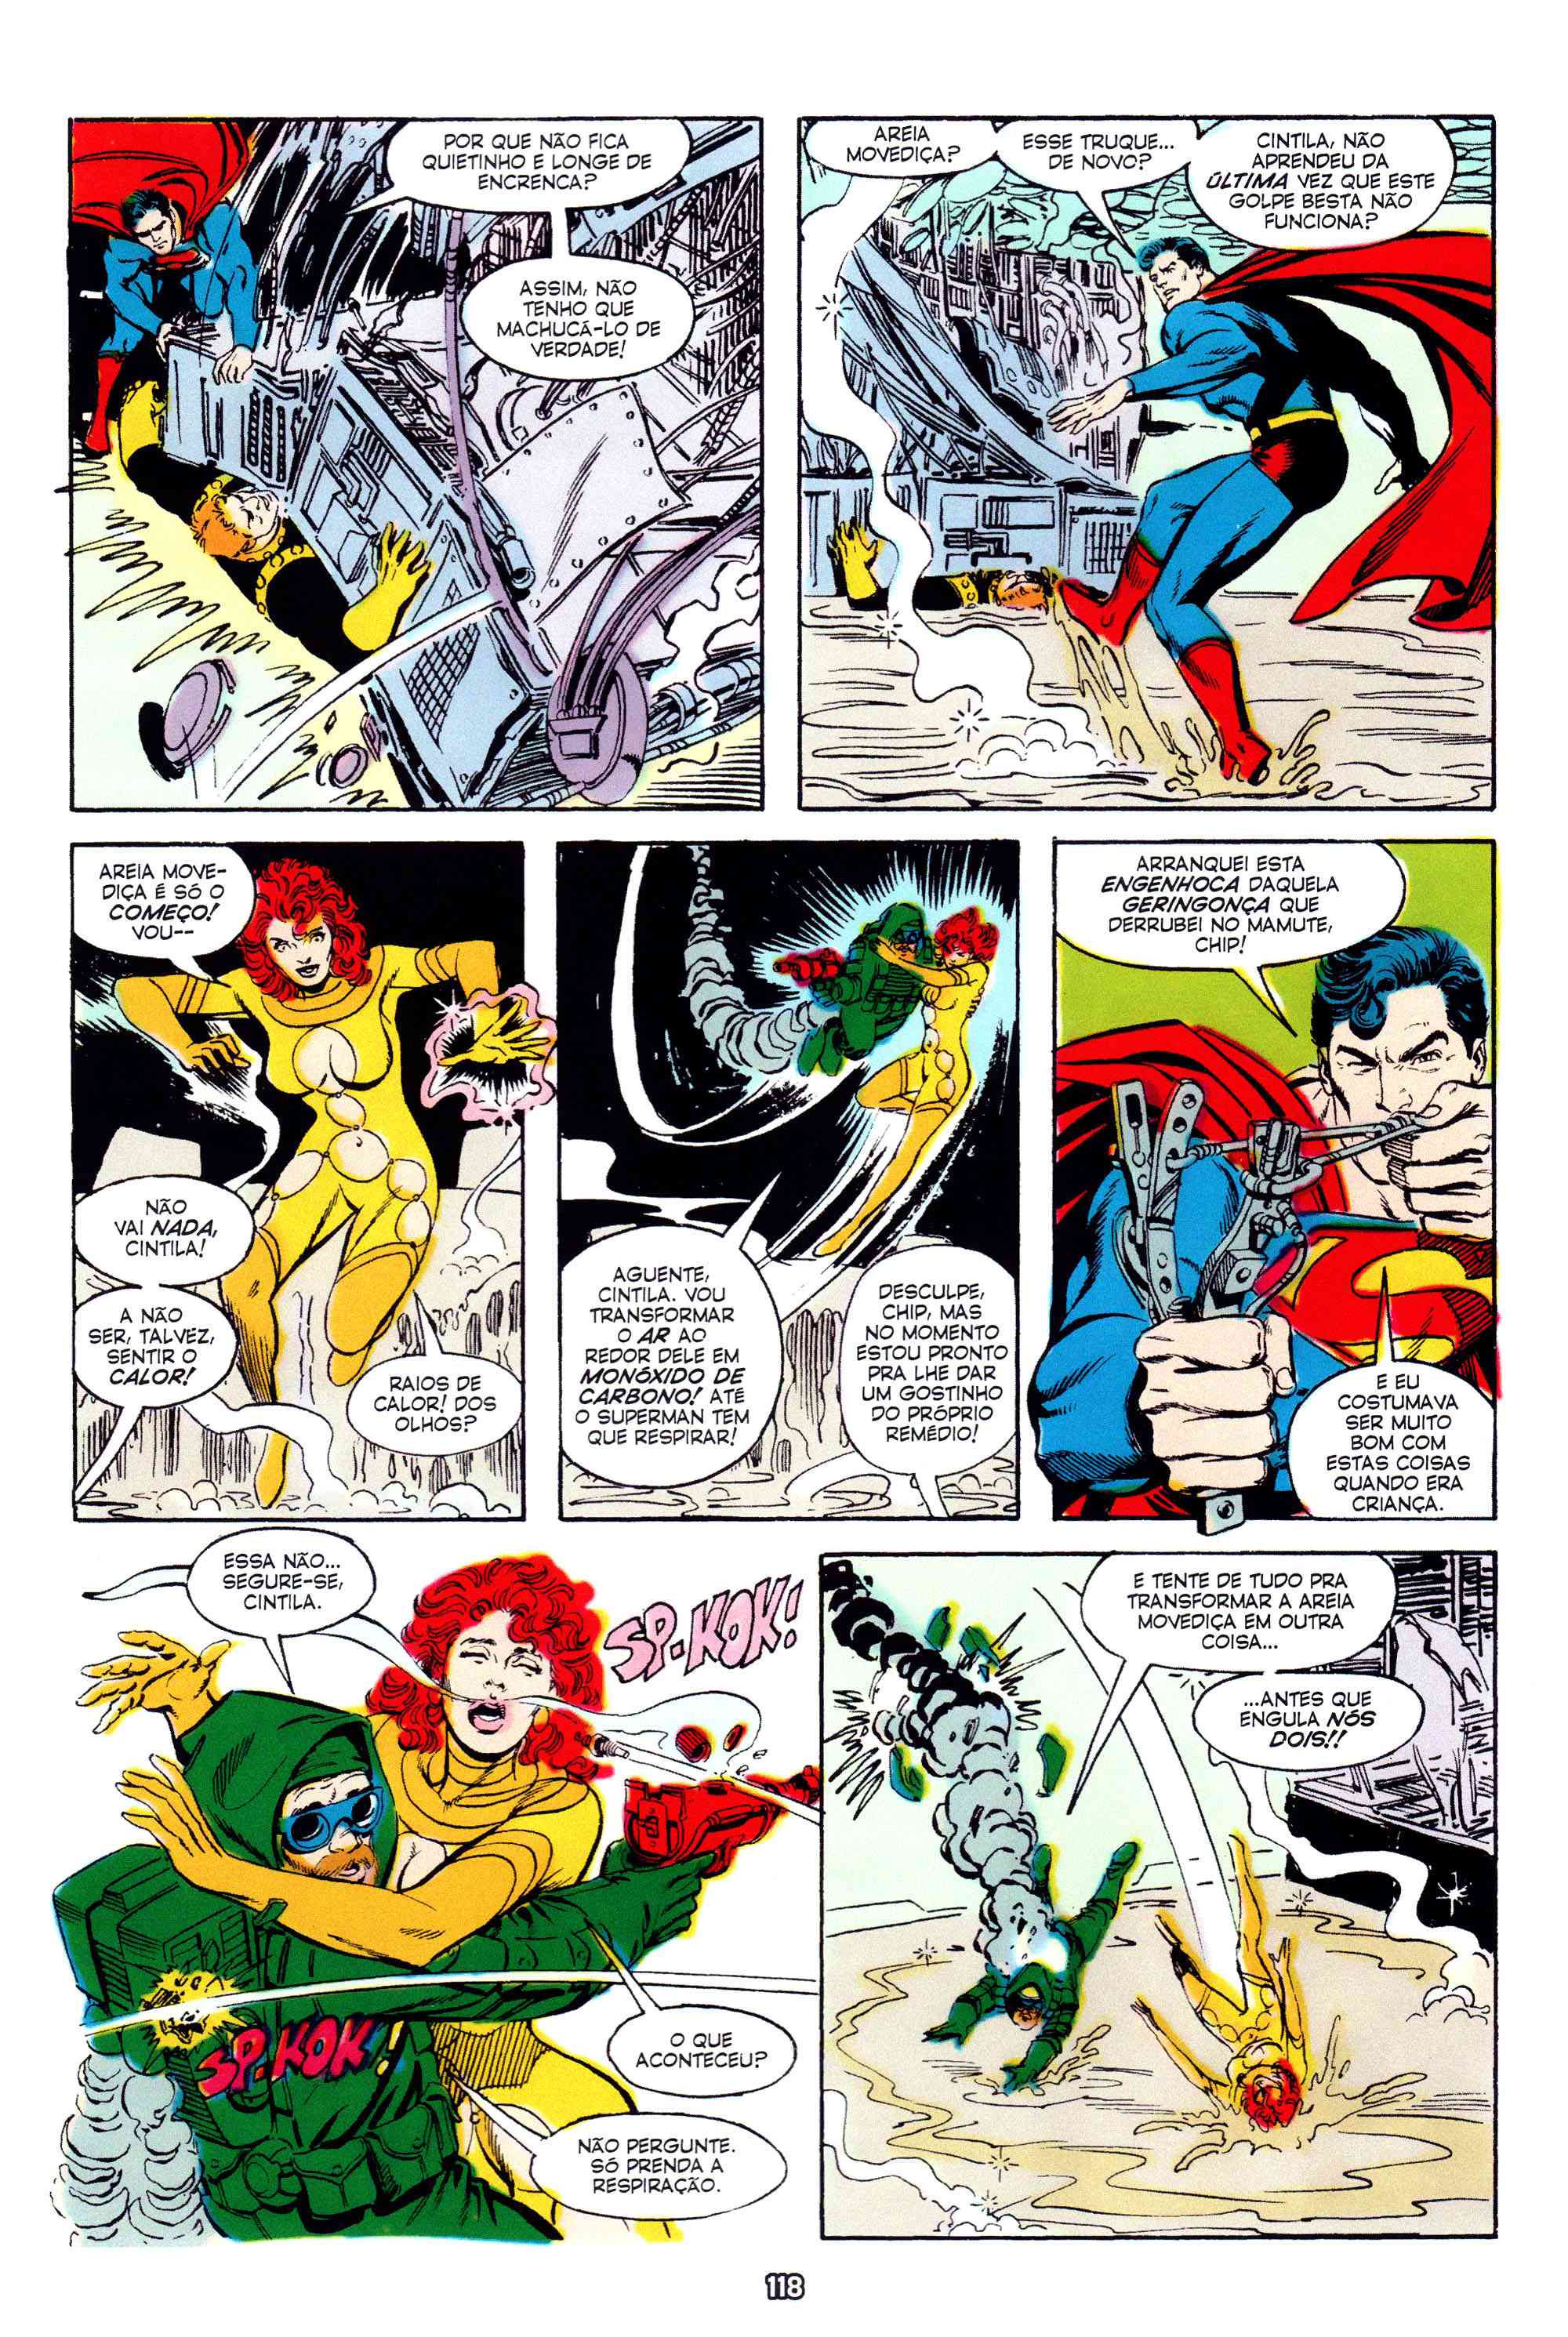 POR QUE NÃO FICA
QUIETINHO E LONGE DE
ENCRENCA?
ASSIM, NÃO
TENHO QUE
MACHUCÁ-LO DE
VERDADE!
AREIA
MOVEDIÇA?
ESSE TRUQUE...
DE NOVO?
CINTILA, NÃO
APRENDEU DA
ÚLTIMA VEZ QUE ESTE
GOLPE BESTA NÃO
FUNCIONA?
AREIA MOVE-
DIÇA É SÓ O
COMEÇO!
VOU--
NÃO
VAI NADA,
CINTILA!
A NÃO
SER, TALVEZ,
SENTIR O
CALOR!
RAIOS DE
CALOR! DOS
OLHOS?
AGUENTE,
CINTILA. VOU
TRANSFORMAR
O AR AO
REDOR DELE EM
MONÓXIDO DE
CARBONO! ATÉ
O SUPERMAN TEM
QUE RESPIRAR!
DESCULPE,
CHIP, MAS
NO MOMENTO
ESTOU PRONTO
PRA LHE DAR
UM GOSTINHO
DO PRÓPRIO
REMÉDIO!
ARRANQUEI ESTA
ENGENHOCA DAQUELA
GERINGONÇA QUE
DERRUBEI NO MAMUTE,
CHIP!
E EU
COSTUMAVA
SER MUITO
BOM COM
ESTAS COISAS
QUANDO ERA
CRIANÇA.
ESSA NÃO...
SEGURE-SE,
CINTILA.
SP-KOK!
SP-KOK!
O QUE
ACONTECEU?
NÃO PERGUNTE.
SÓ PRENDA A
RESPIRAÇÃO.
E TENTE DE TUDO PRA
TRANSFORMAR A AREIA
MOVEDIÇA EM OUTRA
COISA...
...ANTES QUE
ENGULA NÓS
DOIS!!
118